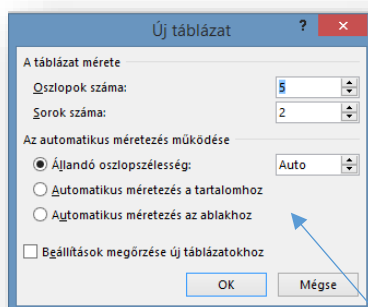 Új táblázat ?
A táblázat mérete
Oszlopok száma: 5
Sorok száma: 2
Az automatikus méretezés működése
Állandó oszlopszélesség: Auto
Automatikus méretezés a tartalomhoz
Automatikus méretezés az ablakhoz
Beállítások megőrzése új táblázatokhoz
OK Mégse